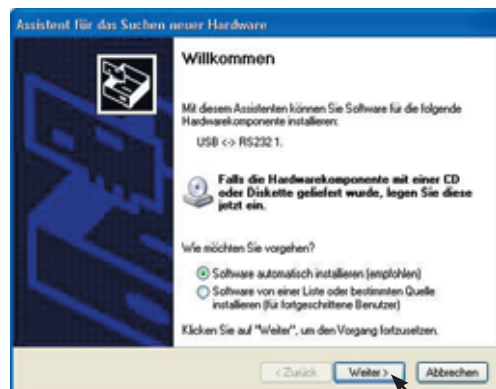 Assistent für das Suchen neuer Hardware
Willkommen
Mit diesem Assistenten können Sie Software für die folgende
Hardwarekomponente installieren:
USB <-> RS232 1.
Falls die Hardwarekomponente mit einer CD
oder Diskette geliefert wurde, legen Sie diese
jetzt ein.
Wie möchten Sie vorgehen?
Software automatisch installieren (empfohlen)
Software von einer Liste oder bestimmten Quelle
installieren (für fortgeschrittene Benutzer)
Klicken Sie auf "Weiter", um den Vorgang fortzusetzen.
< Zurück Weiter > Abbrechen